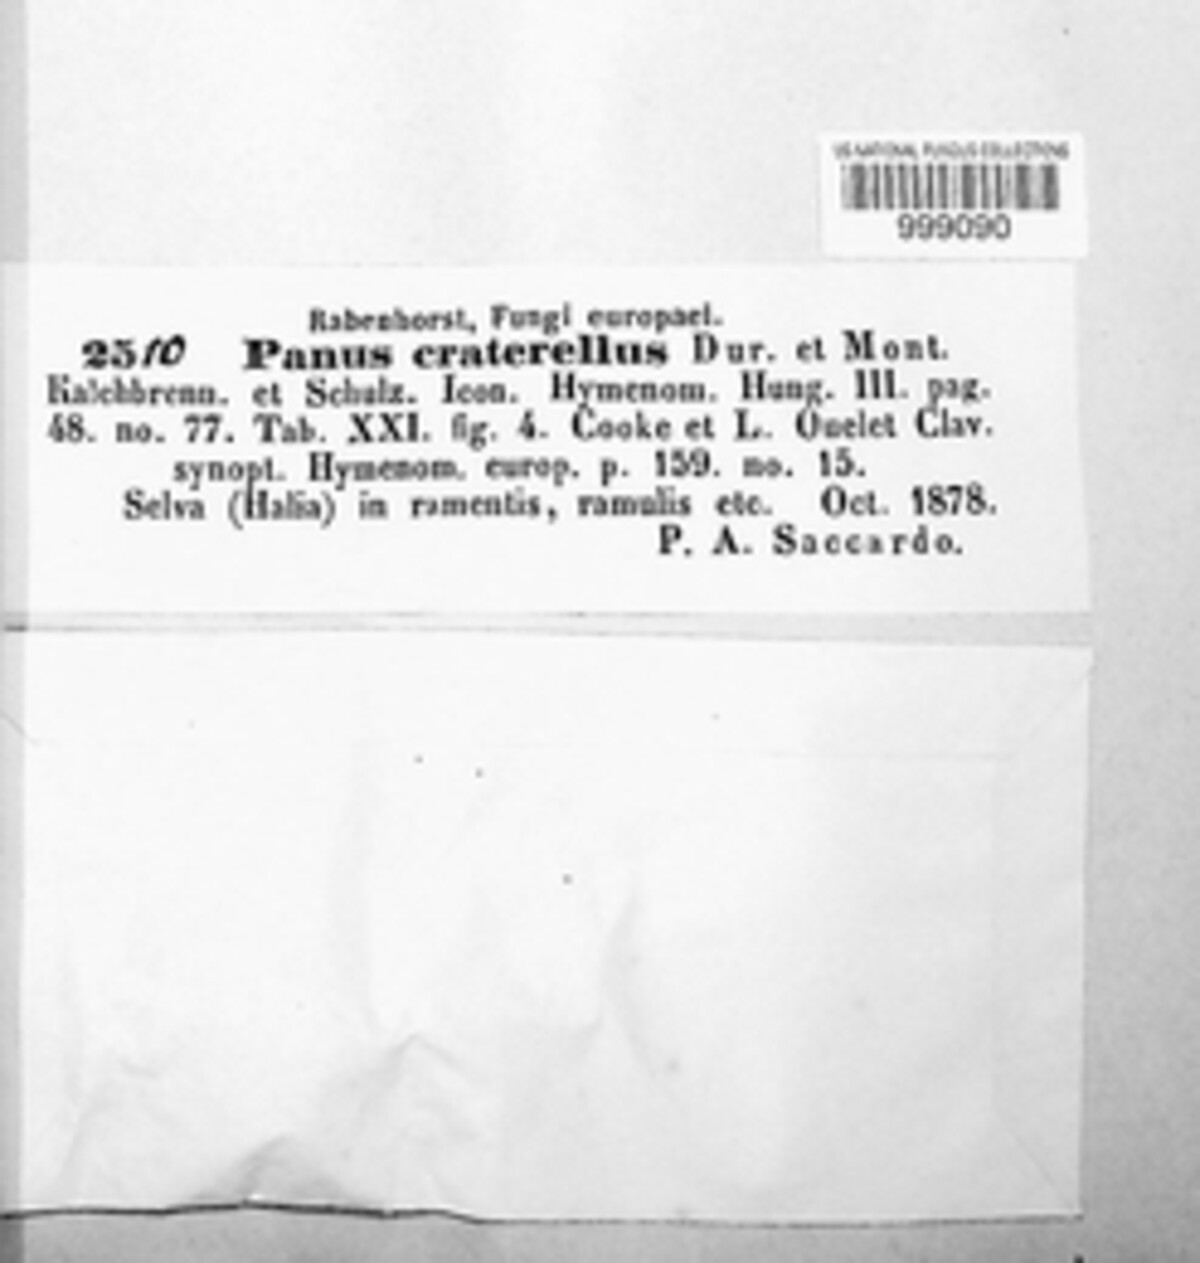 US NATIONAL FUNGUS COLLECTIONS
999090
Rabenhorst, Fungi europaei.
2510 Panus craterellus Dur. et Mont.
Kalchbrenn. et Schulz. Icon. Hymenom. Hung. III. pag.
48. no. 77. Tab. XXI. fig. 4. Cooke et L. Quelet Clav.
synopt. Hymenom. europ. p. 159. no. 15.
Selva (Italia) in ramentis, ramulis etc. Oct. 1878.
P. A. Saccardo.